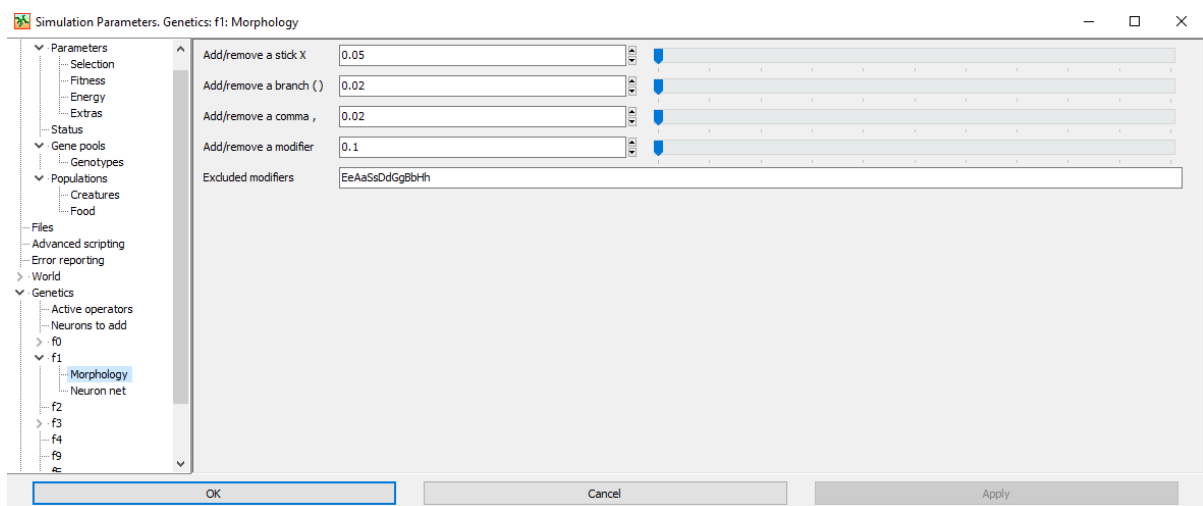 Simulation Parameters. Genetics: f1: Morphology
Parameters
Selection
Fitness
Energy
Extras
Status
Gene pools
Genotypes
Populations
Creatures
Food
Files
Advanced scripting
Error reporting
World
Genetics
Active operators
Neurons to add
f0
f1
Morphology
Neuron net
f2
f3
f4
f9
Add/remove a stick X 0.05
Add/remove a branch ( ) 0.02
Add/remove a comma , 0.02
Add/remove a modifier 0.1
Excluded modifiers EeAaSsDdGgBbHh
OK
Cancel
Apply